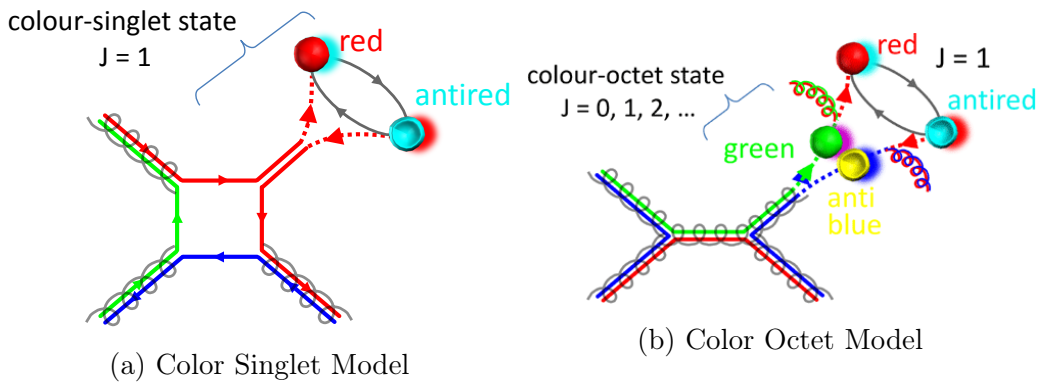 colour-singlet state
J = 1
red
antired
(a) Color Singlet Model
colour-octet state
J = 0, 1, 2, ...
red
J = 1
antired
green
anti
blue
(b) Color Octet Model